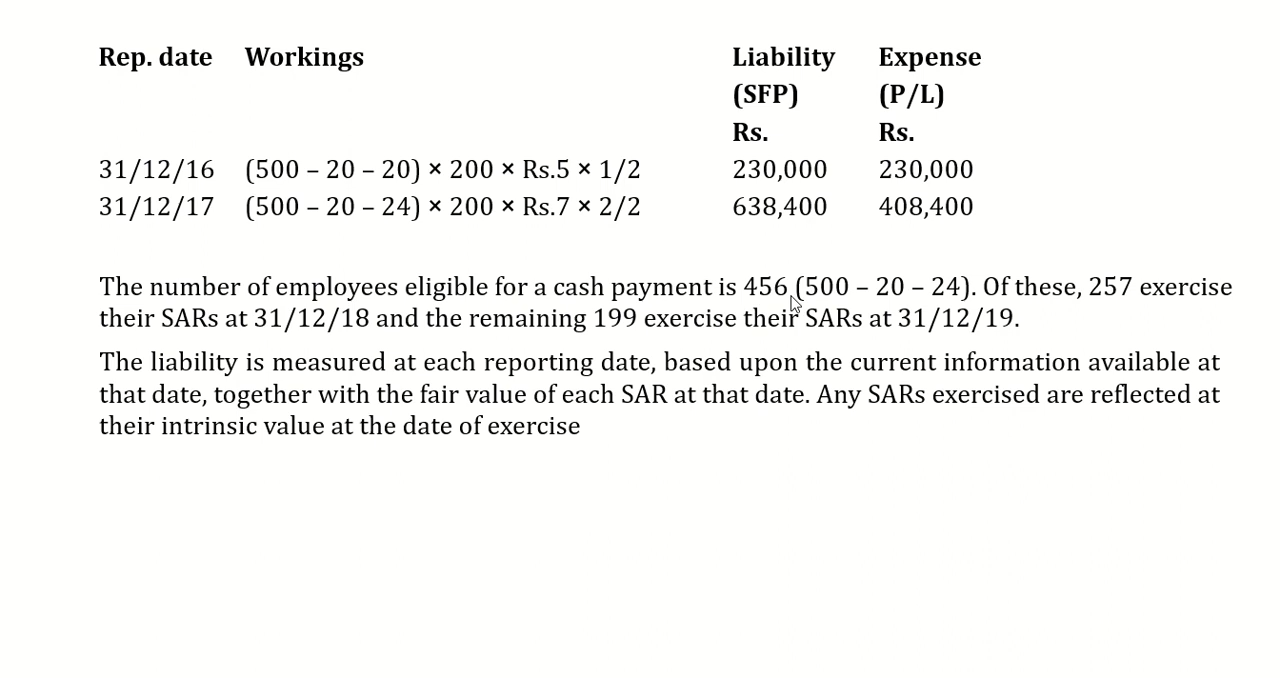 Rep. date Workings Liability Expense
(SFP) (P/L)
Rs. Rs.
31/12/16 (500 – 20 – 20) × 200 × Rs.5 × 1/2 230,000 230,000
31/12/17 (500 – 20 – 24) × 200 × Rs.7 × 2/2 638,400 408,400
The number of employees eligible for a cash payment is 456 (500 – 20 – 24). Of these, 257 exercise
their SARs at 31/12/18 and the remaining 199 exercise their SARs at 31/12/19.
The liability is measured at each reporting date, based upon the current information available at
that date, together with the fair value of each SAR at that date. Any SARs exercised are reflected at
their intrinsic value at the date of exercise